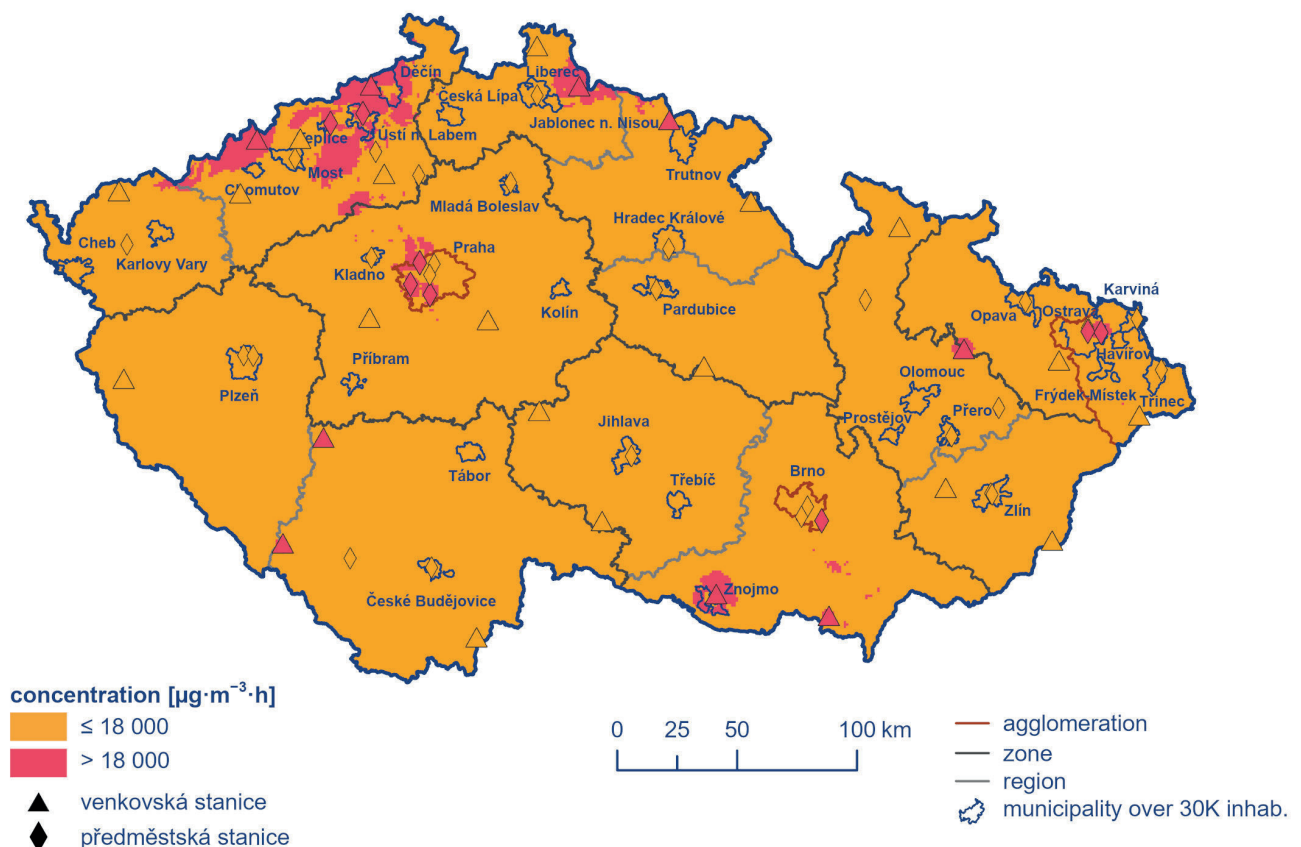 Děčín
Liberec
Česká Lípa
Jablonec n. Nisou
Ústí n. Labem
eplice
Most
Chomutov
Trutnov
Mladá Boleslav
Hradec Králové
Cheb
Karlovy Vary
Kladno
Praha
Kolín
Pardubice
Příbram
Plzeň
Opava
Ostrava
Karviná
Havířov
Olomouc
Frýdek Místek
Třinec
Prostějov
Přero
Jihlava
Tábor
Třebíč
Brno
Zlín
Znojmo
České Budějovice
concentration [µg·m⁻³·h]
≤ 18 000
> 18 000
venkovská stanice
předměstská stanice
0 25 50 100 km
agglomeration
zone
region
municipality over 30K inhab.